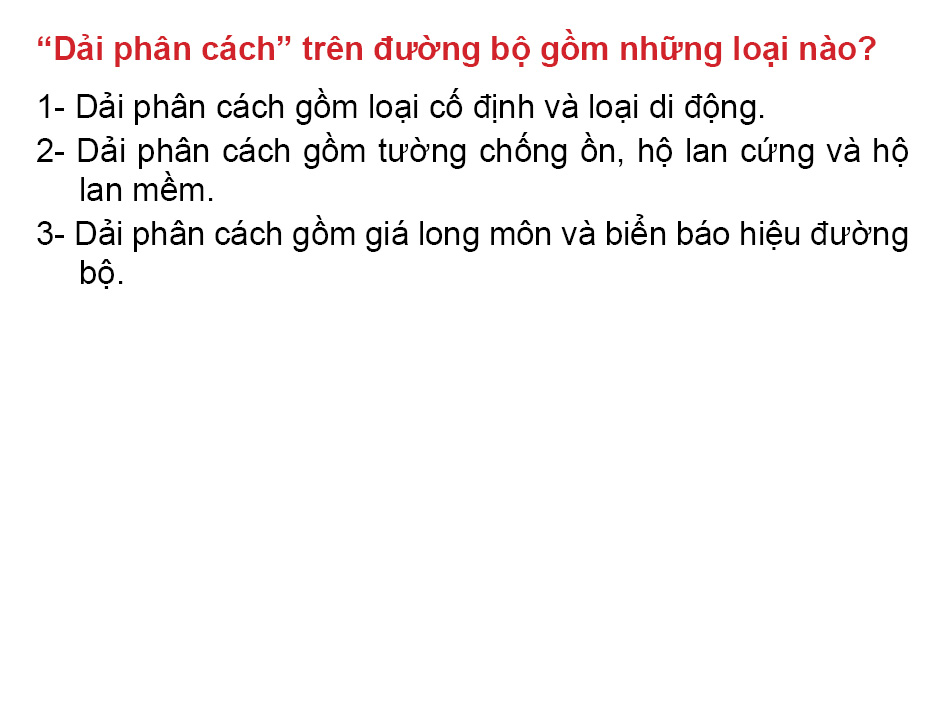 “Dải phân cách” trên đường bộ gồm những loại nào?
1- Dải phân cách gồm loại cố định và loại di động.
2- Dải phân cách gồm tường chống ồn, hộ lan cứng và hộ
lan mềm.
3- Dải phân cách gồm giá long môn và biển báo hiệu đường
bộ.